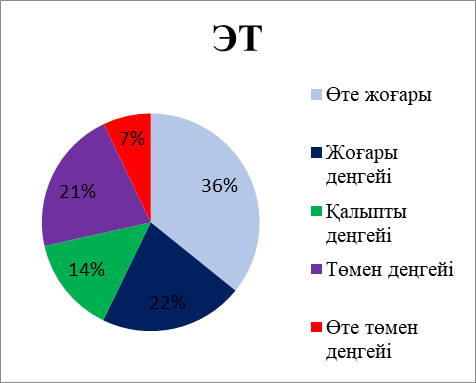 ЭТ
7%
36%
21%
14%
22%
Өте жоғары
Жоғары
деңгейі
Қалыпты
деңгейі
Төмен деңгейі
Өте төмен
деңгейі